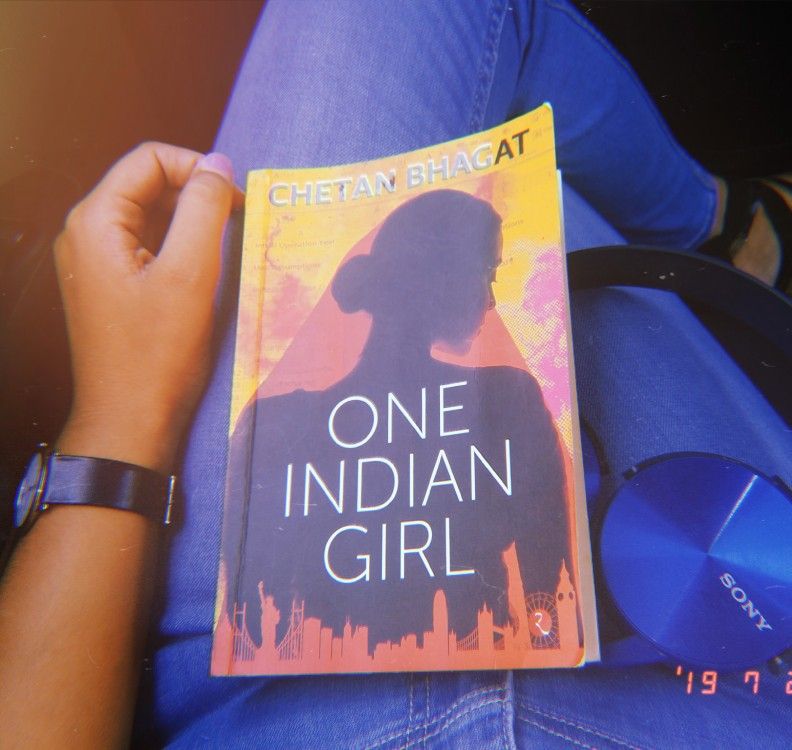 CHETAN BHAGAT
ONE
INDIAN
GIRL
SONY
'19 7 2